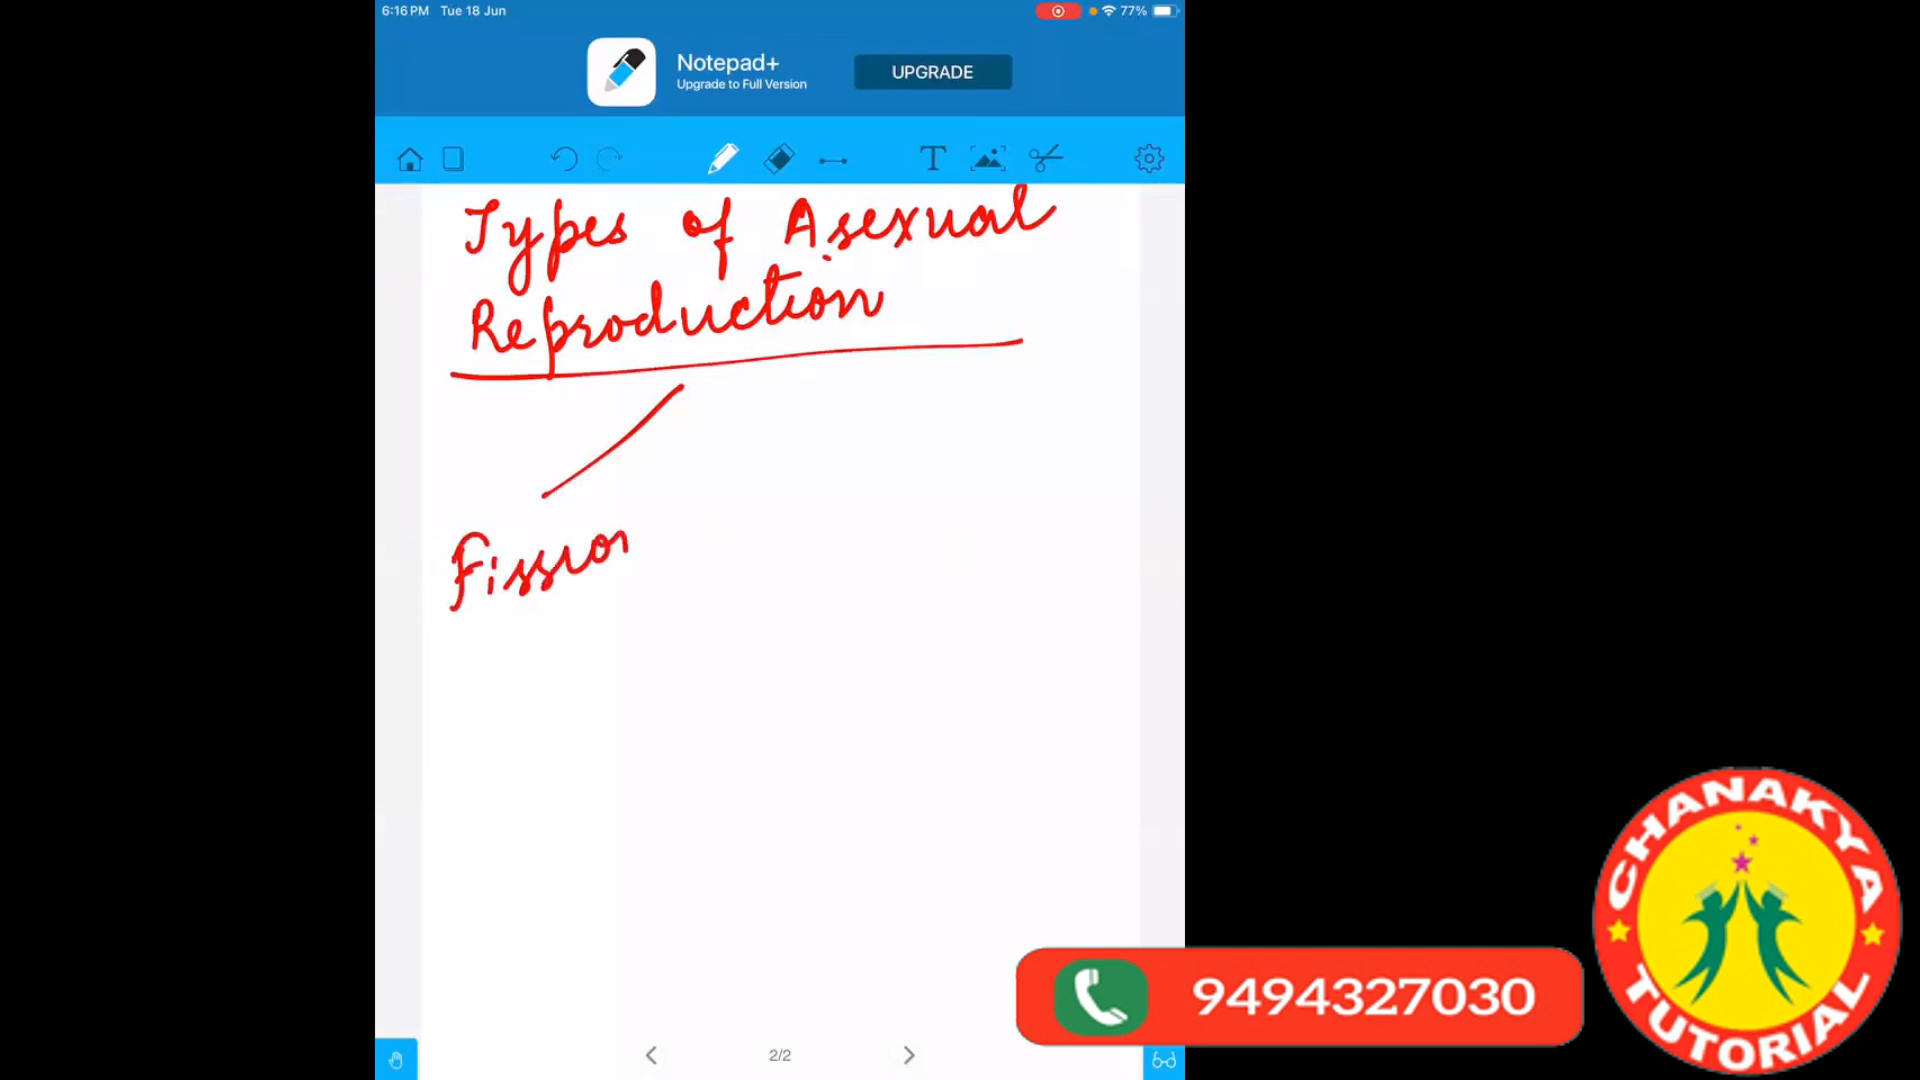 6:16 PM Tue 18 Jun
77%
Notepad+
Upgrade to Full Version
UPGRADE
T
Types of Asexual
Reproduction
Fission
2/2
9494327030
CHANAKYA
TUTORIAL